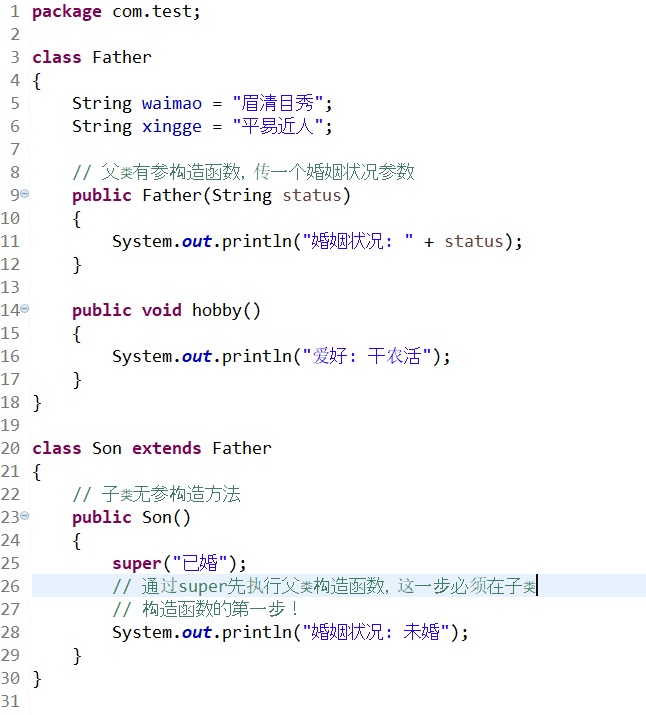 1 package com.test;
2
3 class Father
4 {
5     String waimao = "眉清目秀";
6     String xingge = "平易近人";
7
8     // 父类有参构造函数, 传一个婚姻状况参数
9     public Father(String status)
10     {
11         System.out.println("婚姻状况: " + status);
12     }
13
14     public void hobby()
15     {
16         System.out.println("爱好: 干农活");
17     }
18 }
19
20 class Son extends Father
21 {
22     // 子类无参构造方法
23     public Son()
24     {
25         super("已婚");
26         // 通过super先执行父类构造函数, 这一步必须在子类
27         // 构造函数的第一步！
28         System.out.println("婚姻状况: 未婚");
29     }
30 }
31